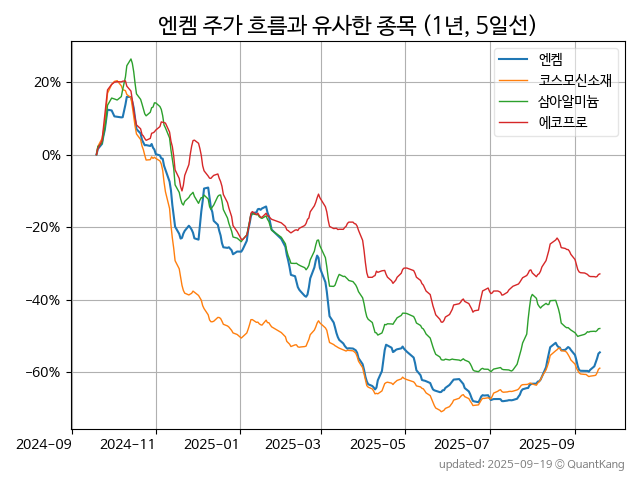 엔켐 주가 흐름과 유사한 종목 (1년, 5일선)
엔켐
코스모신소재
삼아알미늄
에코프로
20%
0%
−20%
−40%
−60%
2024-09
2024-11
2025-01
2025-03
2025-05
2025-07
2025-09
updated: 2025-09-19 © QuantKang